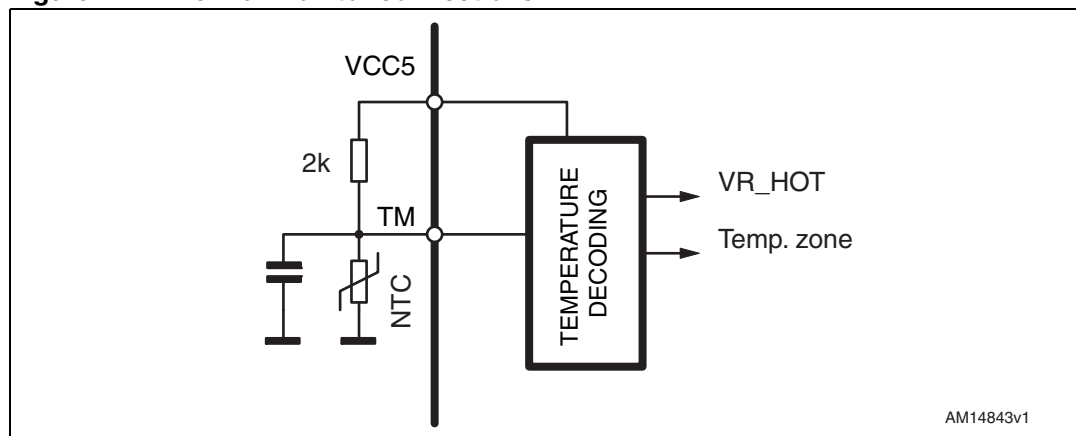 VCC5
2k
TM
NTC
TEMPERATURE
DECODING
VR_HOT
Temp. zone
AM14843v1